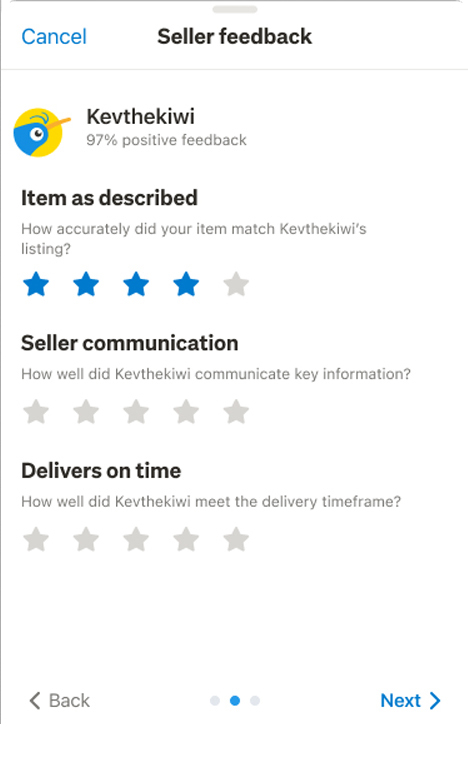 Cancel
Seller feedback
Kevthekiwi
97% positive feedback
Item as described
How accurately did your item match Kevthekiwi's
listing?
Seller communication
How well did Kevthekiwi communicate key information?
Delivers on time
How well did Kevthekiwi meet the delivery timeframe?
Back
Next